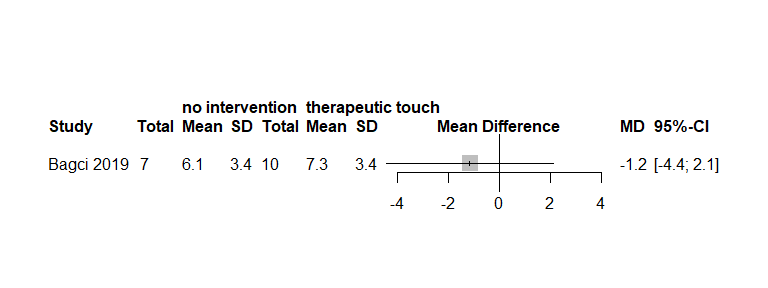 no intervention therapeutic touch
Study Total Mean SD Total Mean SD Mean Difference MD 95%-CI
Bagci 2019 7 6.1 3.4 10 7.3 3.4 -1.2 [-4.4; 2.1]
-4 -2 0 2 4